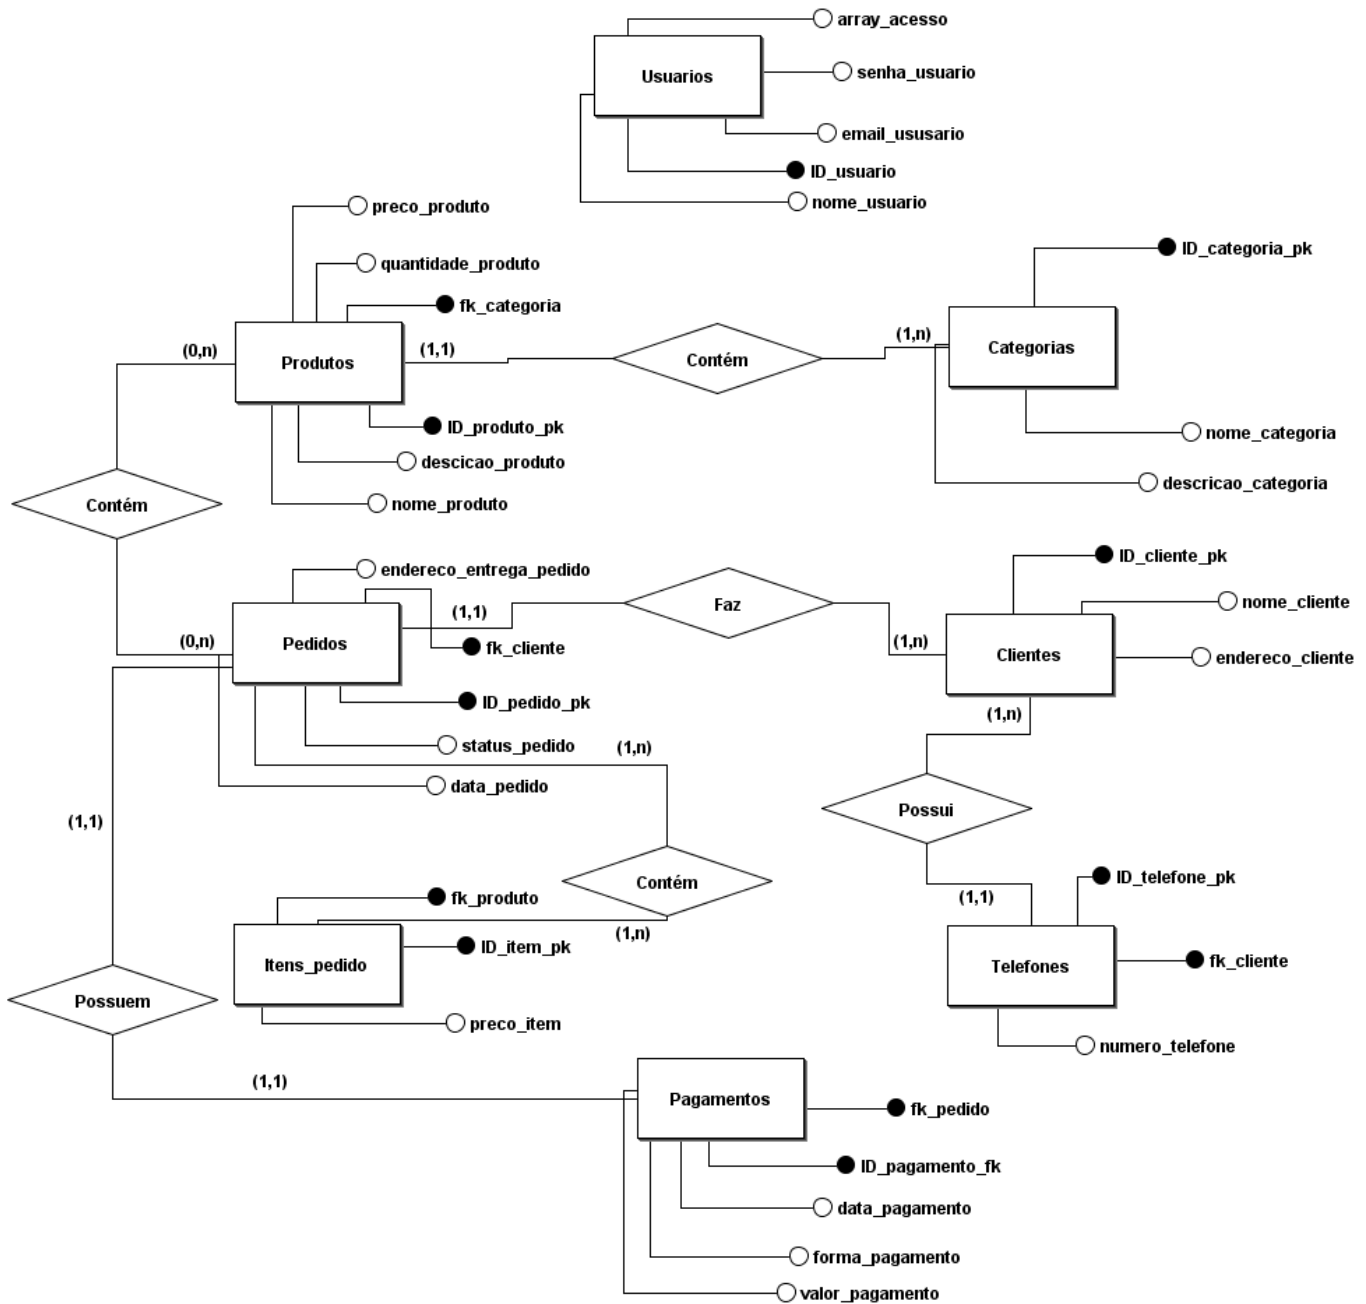 array_acesso
Usuarios
senha_usuario
email_ususario
ID_usuario
nome_usuario
preco_produto
quantidade_produto
fk_categoria
ID_categoria_pk
(0,n)
Produtos
(1,1)
Contém
(1,n)
Categorias
ID_produto_pk
descicao_produto
nome_produto
nome_categoria
descricao_categoria
Contém
endereco_entrega_pedido
ID_cliente_pk
(0,n)
Pedidos
(1,1)
fk_cliente
Faz
(1,n)
Clientes
nome_cliente
endereco_cliente
ID_pedido_pk
status_pedido
data_pedido
(1,n)
(1,n)
(1,1)
Possui
Contém
(1,1)
ID_telefone_pk
fk_produto
(1,n)
Itens_pedido
ID_item_pk
Telefones
fk_cliente
Possuem
preco_item
numero_telefone
(1,1)
Pagamentos
fk_pedido
ID_pagamento_fk
data_pagamento
forma_pagamento
valor_pagamento